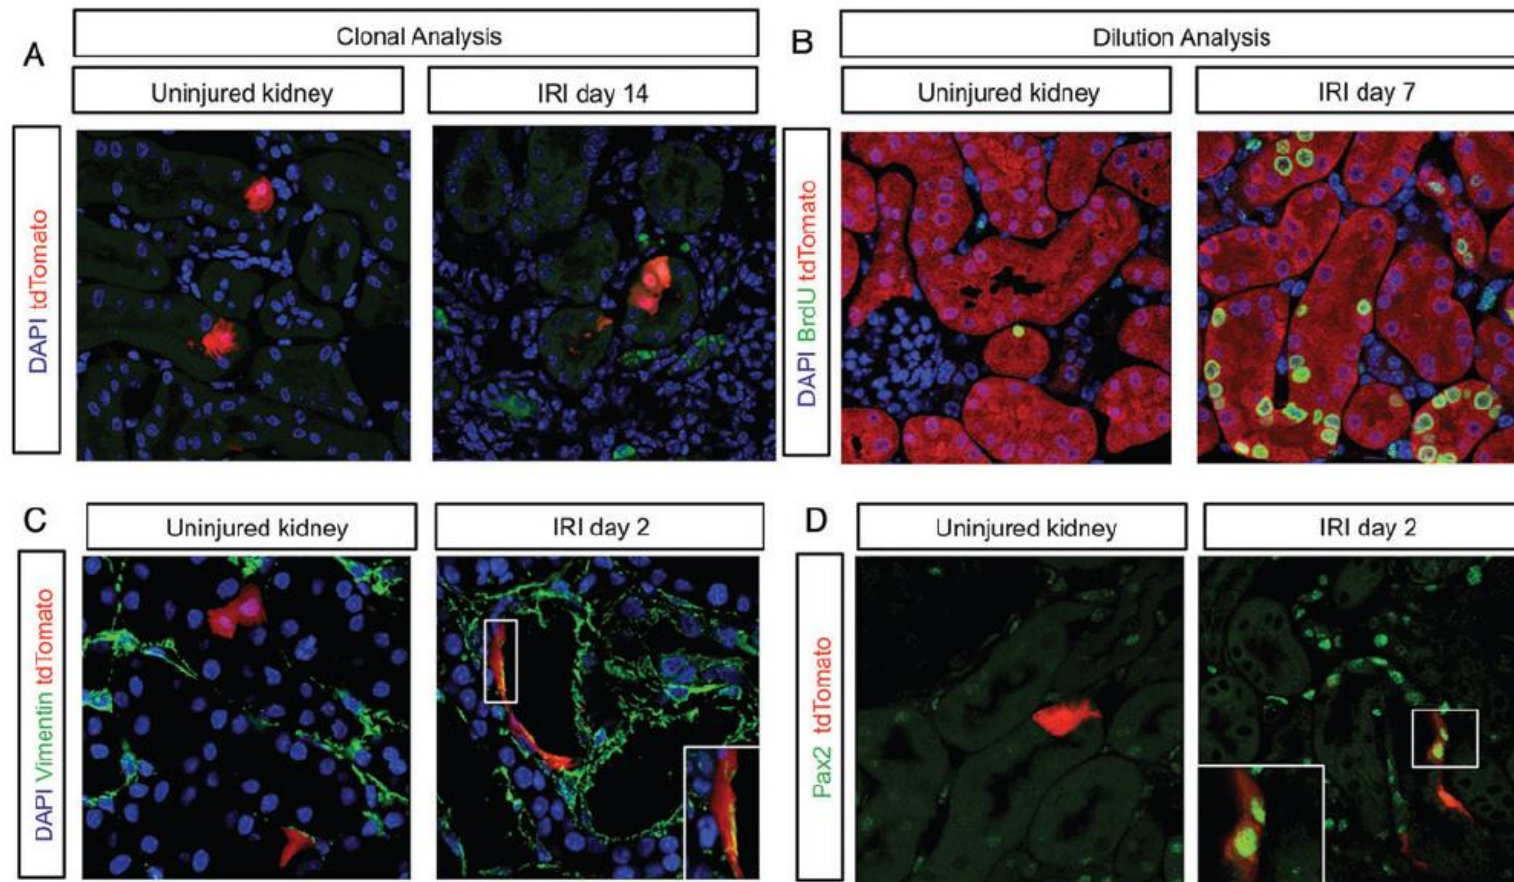 A
Clonal Analysis
Uninjured kidney
IRI day 14
DAPI tdTomato
B
Dilution Analysis
Uninjured kidney
IRI day 7
DAPI BrdU tdTomato
C
Uninjured kidney
IRI day 2
DAPI Vimentin tdTomato
D
Uninjured kidney
IRI day 2
Pax2 tdTomato